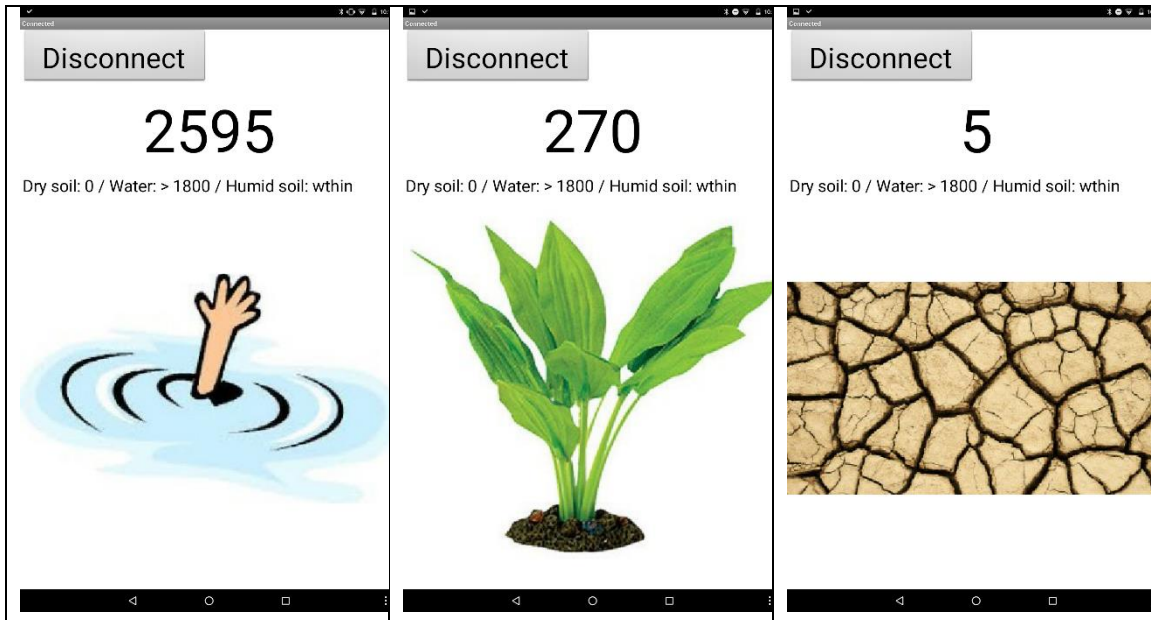 Connected
Disconnect
2595
Dry soil: 0 / Water: > 1800 / Humid soil: wthin
Connected
Disconnect
270
Dry soil: 0 / Water: > 1800 / Humid soil: wthin
Connected
Disconnect
5
Dry soil: 0 / Water: > 1800 / Humid soil: wthin